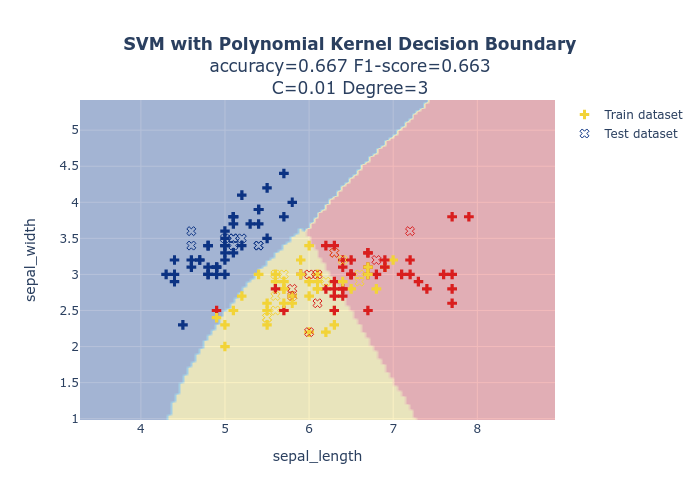 SVM with Polynomial Kernel Decision Boundary
accuracy=0.667 F1-score=0.663
C=0.01 Degree=3
Train dataset
Test dataset
5
4.5
4
3.5
3
2.5
2
1.5
1
sepal_width
4 5 6 7 8
sepal_length